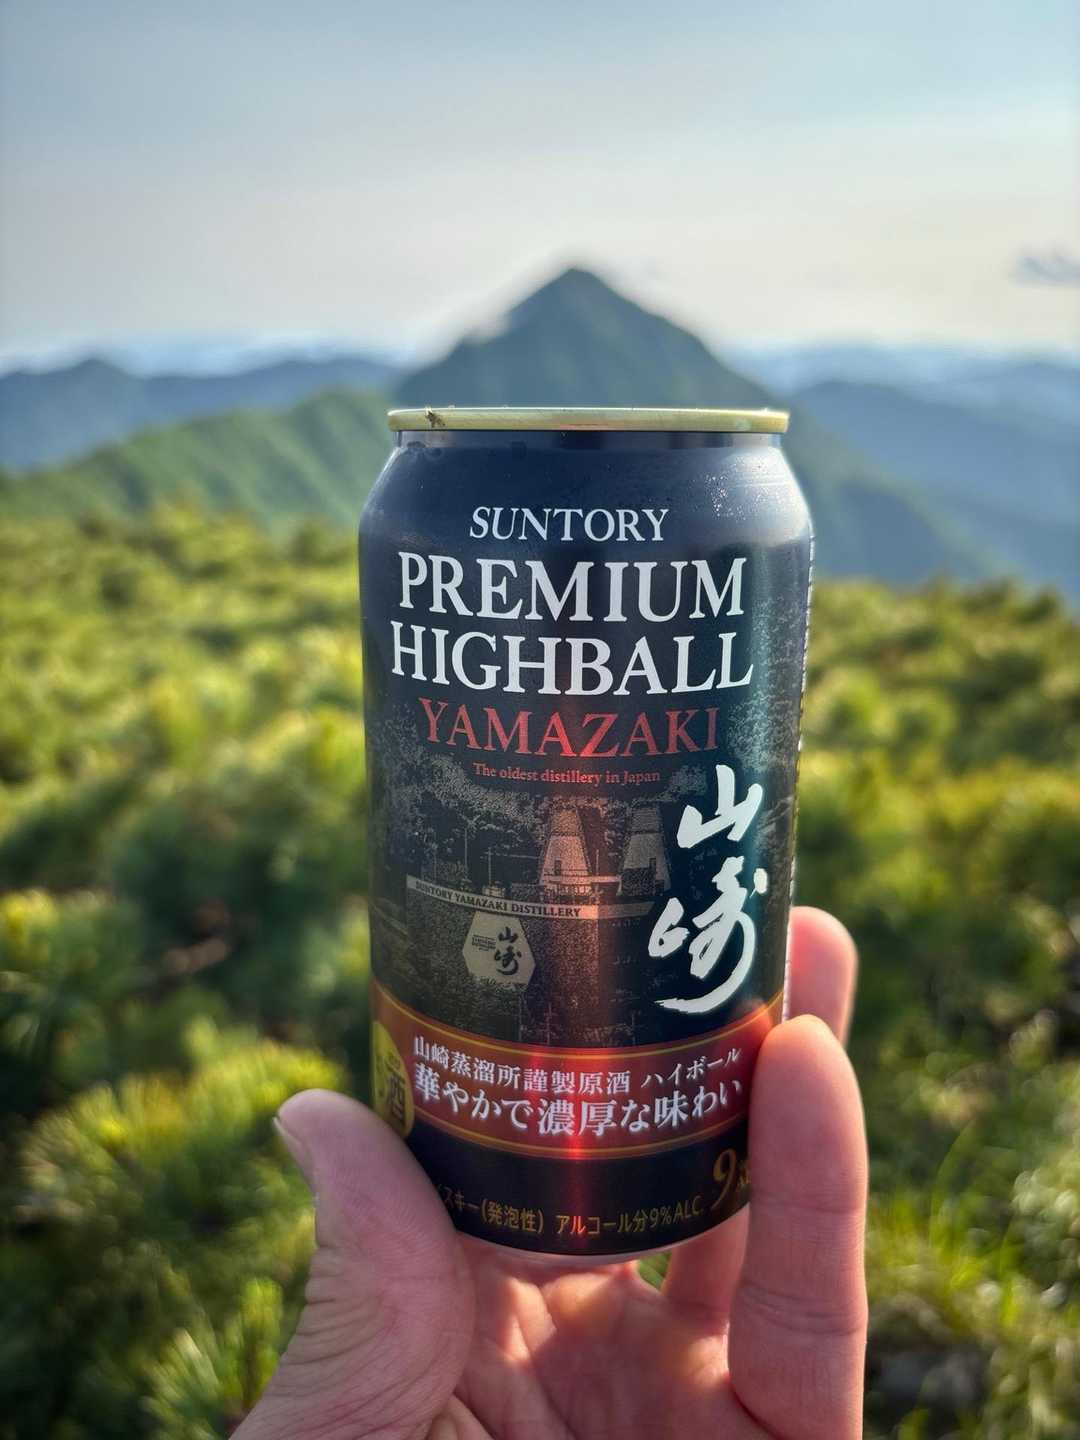 SUNTORY
PREMIUM
HIGHBALL
YAMAZAKI
The oldest distillery in Japan
山崎
SUNTORY YAMAZAKI DISTILLERY
山崎
山崎蒸溜所謹製原酒 ハイボール
華やかで濃厚な味わい
酒
スキー(発泡性) アルコール分9%ALC.
9